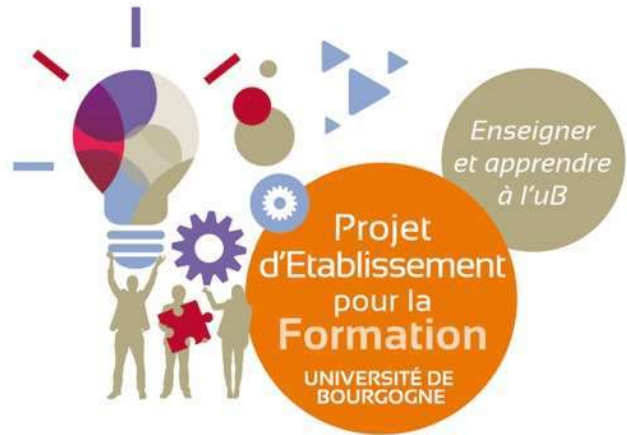 Enseigner
et apprendre
à l'uB
Projet
d'Etablissement
pour la
Formation
UNIVERSITÉ DE
BOURGOGNE